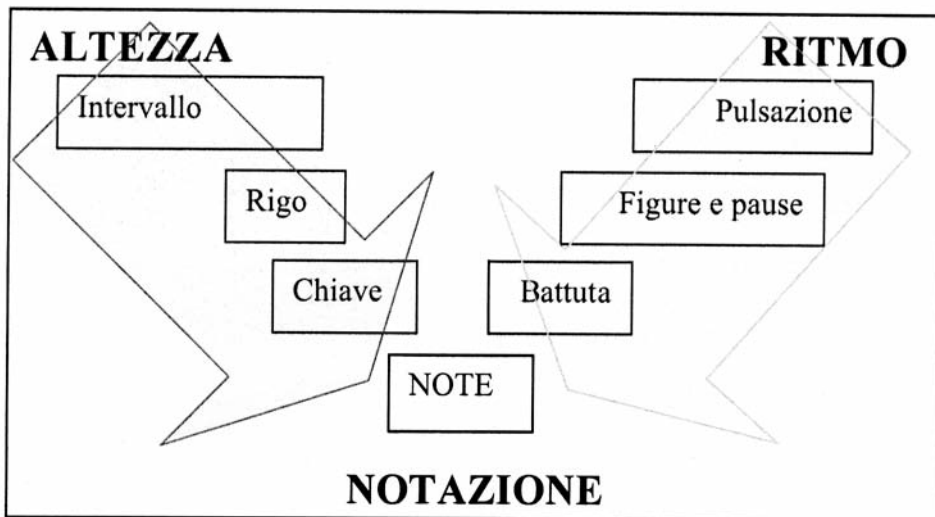 ALTEZZA RITMO
Intervallo Pulsazione
Rigo Figure e pause
Chiave Battuta
NOTE
NOTAZIONE